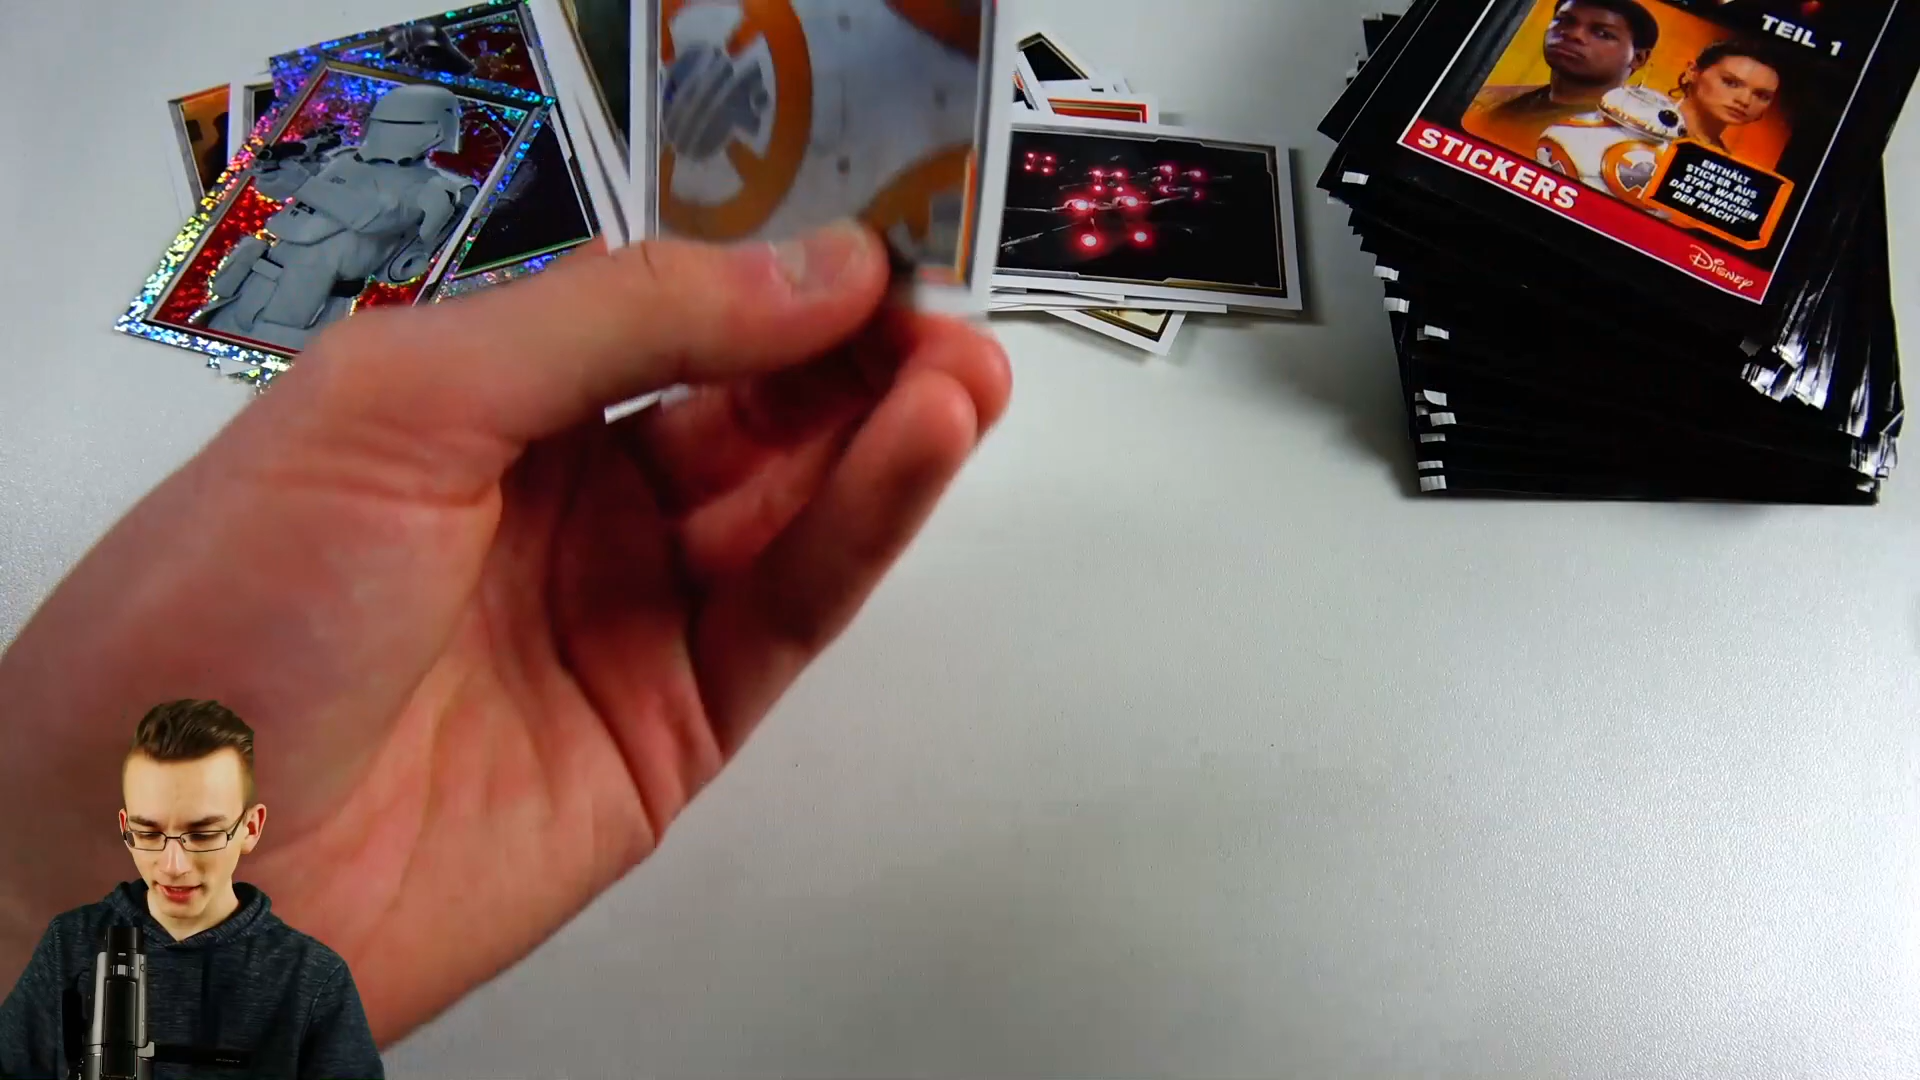 TEIL 1
STICKERS
ENTHÄLT
STICKER AUS
STAR WARS:
DAS ERWACHEN
DER MACHT
Disney